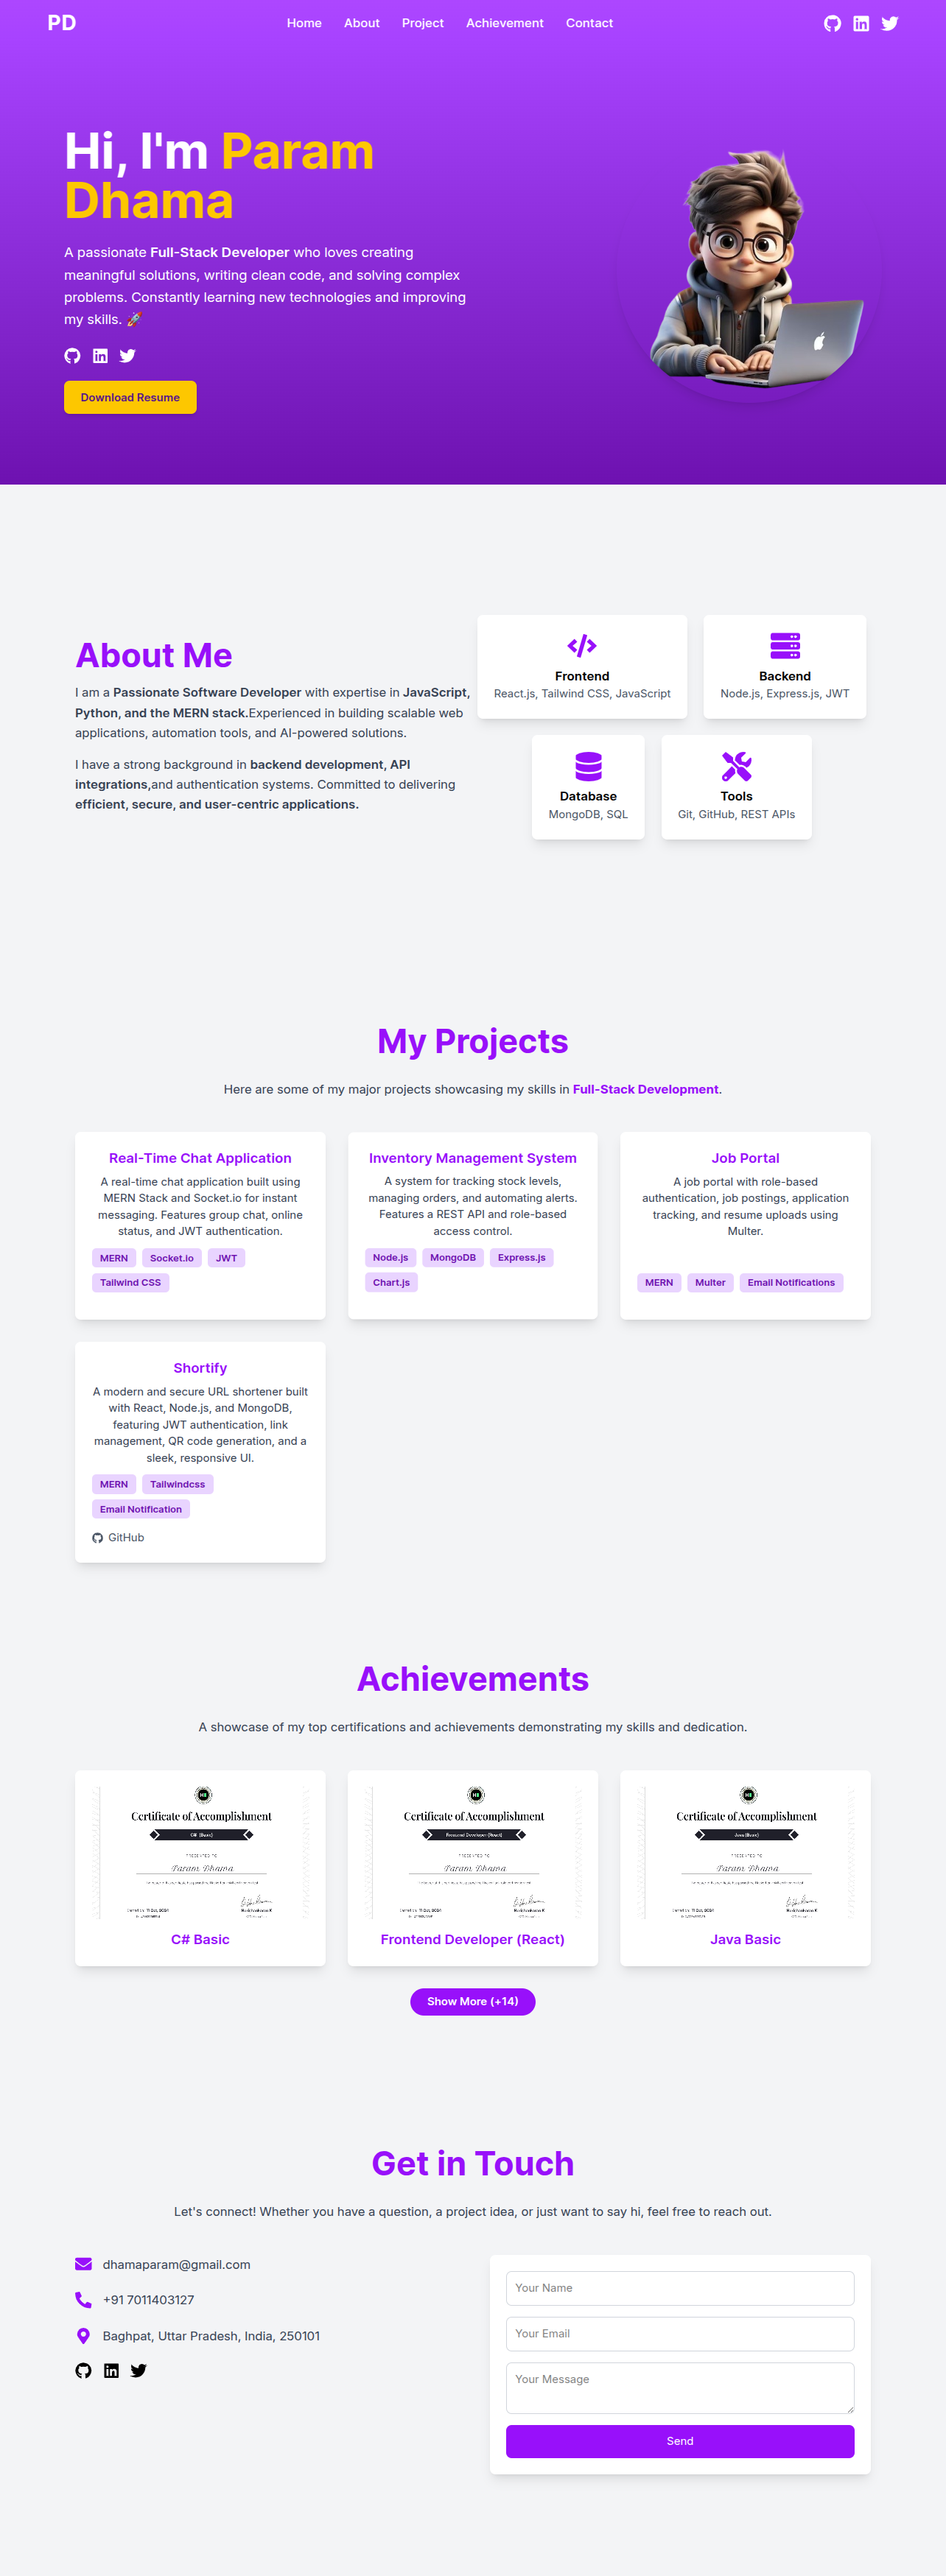 PD
Home About Project Achievement Contact
Hi, I'm Param
Dhama
A passionate Full-Stack Developer who loves creating
meaningful solutions, writing clean code, and solving complex
problems. Constantly learning new technologies and improving
my skills. 🚀
Download Resume
About Me
I am a Passionate Software Developer with expertise in JavaScript,
Python, and the MERN stack.Experienced in building scalable web
applications, automation tools, and AI-powered solutions.
I have a strong background in backend development, API
integrations,and authentication systems. Committed to delivering
efficient, secure, and user-centric applications.
Frontend
React.js, Tailwind CSS, JavaScript
Backend
Node.js, Express.js, JWT
Database
MongoDB, SQL
Tools
Git, GitHub, REST APIs
My Projects
Here are some of my major projects showcasing my skills in Full-Stack Development.
Real-Time Chat Application
A real-time chat application built using
MERN Stack and Socket.io for instant
messaging. Features group chat, online
status, and JWT authentication.
MERN Socket.io JWT
Tailwind CSS
Inventory Management System
A system for tracking stock levels,
managing orders, and automating alerts.
Features a REST API and role-based
access control.
Node.js MongoDB Express.js
Chart.js
Job Portal
A job portal with role-based
authentication, job postings, application
tracking, and resume uploads using
Multer.
MERN Multer Email Notifications
Shortify
A modern and secure URL shortener built
with React, Node.js, and MongoDB,
featuring JWT authentication, link
management, QR code generation, and a
sleek, responsive UI.
MERN Tailwindcss
Email Notification
GitHub
Achievements
A showcase of my top certifications and achievements demonstrating my skills and dedication.
Certificate of Accomplishment
C# (Basic)
PRESENTED TO
Param Dhama
C# Basic
Certificate of Accomplishment
Frontend Developer (React)
PRESENTED TO
Param Dhama
Frontend Developer (React)
Certificate of Accomplishment
Java (Basic)
PRESENTED TO
Param Dhama
Java Basic
Show More (+14)
Get in Touch
Let's connect! Whether you have a question, a project idea, or just want to say hi, feel free to reach out.
dhamaparam@gmail.com
+91 7011403127
Baghpat, Uttar Pradesh, India, 250101
Your Name
Your Email
Your Message
Send